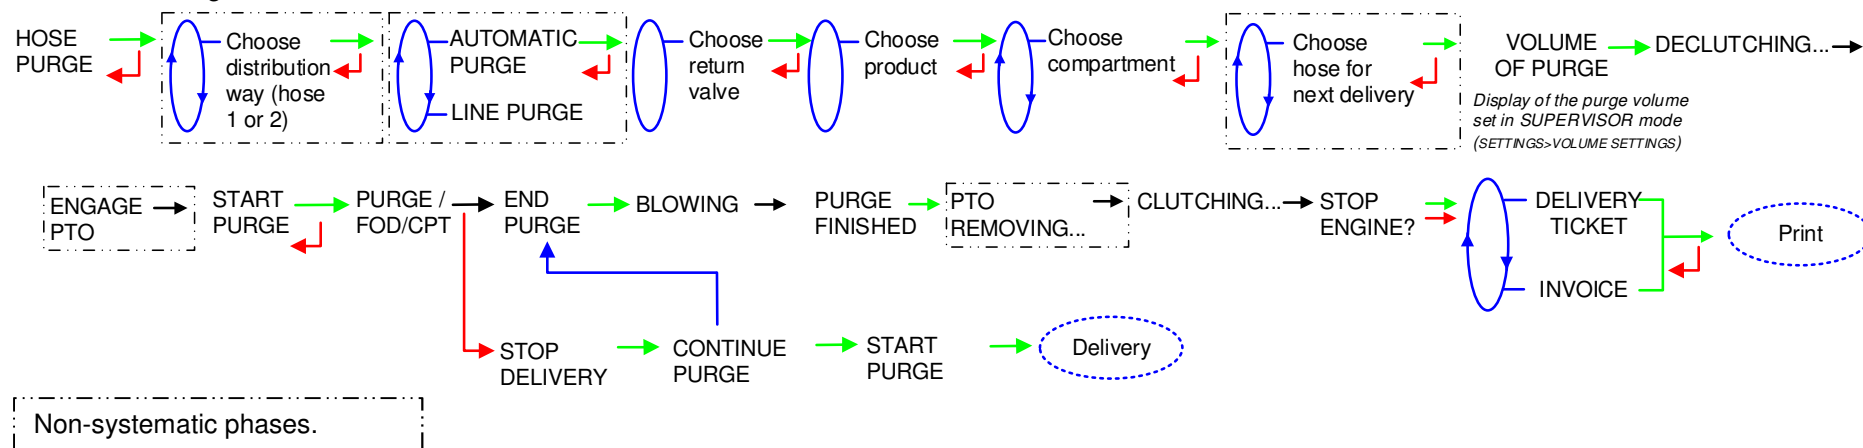 HOSE
PURGE
Choose
distribution
way (hose
1 or 2)
AUTOMATIC
PURGE
LINE PURGE
Choose
return
valve
Choose
product
Choose
compartment
Choose
hose for
next delivery
VOLUME
OF PURGE
Display of the purge volume
set in SUPERVISOR mode
(SETTINGS>VOLUME SETTINGS)
DECLUTCHING...
ENGAGE
PTO
START
PURGE
PURGE /
FOD/CPT
END
PURGE
BLOWING
PURGE
FINISHED
PTO
REMOVING...
CLUTCHING...
STOP
ENGINE?
DELIVERY
TICKET
INVOICE
Print
STOP
DELIVERY
CONTINUE
PURGE
START
PURGE
Delivery
Non-systematic phases.